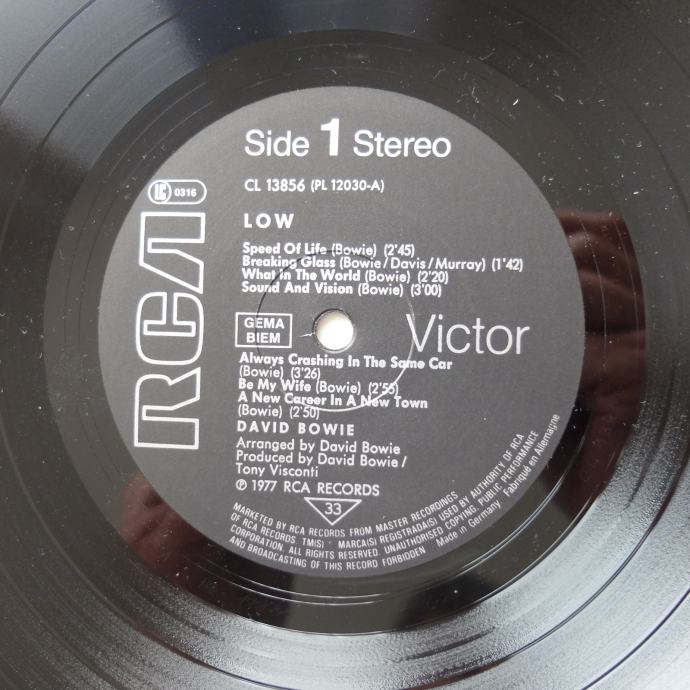 Side 1 Stereo
LC 0316
CL 13856 (PL 12030-A)
LOW
Speed Of Life (Bowie) (2'45)
Breaking Glass (Bowie/Davis/Murray) (1'42)
What In The World (Bowie) (2'20)
Sound And Vision (Bowie) (3'00)
RCA
GEMA
BIEM
Victor
Always Crashing In The Same Car
(Bowie) (3'26)
Be My Wife (Bowie) (2'55)
A New Career In A New Town
(Bowie) (2'50)
DAVID BOWIE
Arranged by David Bowie
Produced by David Bowie/
Tony Visconti
℗ 1977 RCA RECORDS
33
MARKETED BY RCA RECORDS FROM MASTER RECORDINGS
OF RCA RECORDS. TM(S) · MARCA(S) REGISTRADA(S) USED BY AUTHORITY OF RCA
CORPORATION. ALL RIGHTS RESERVED. UNAUTHORISED COPYING, PUBLIC PERFORMANCE
AND BROADCASTING OF THIS RECORD FORBIDDEN Made in Germany Fabriqué en Allemagne